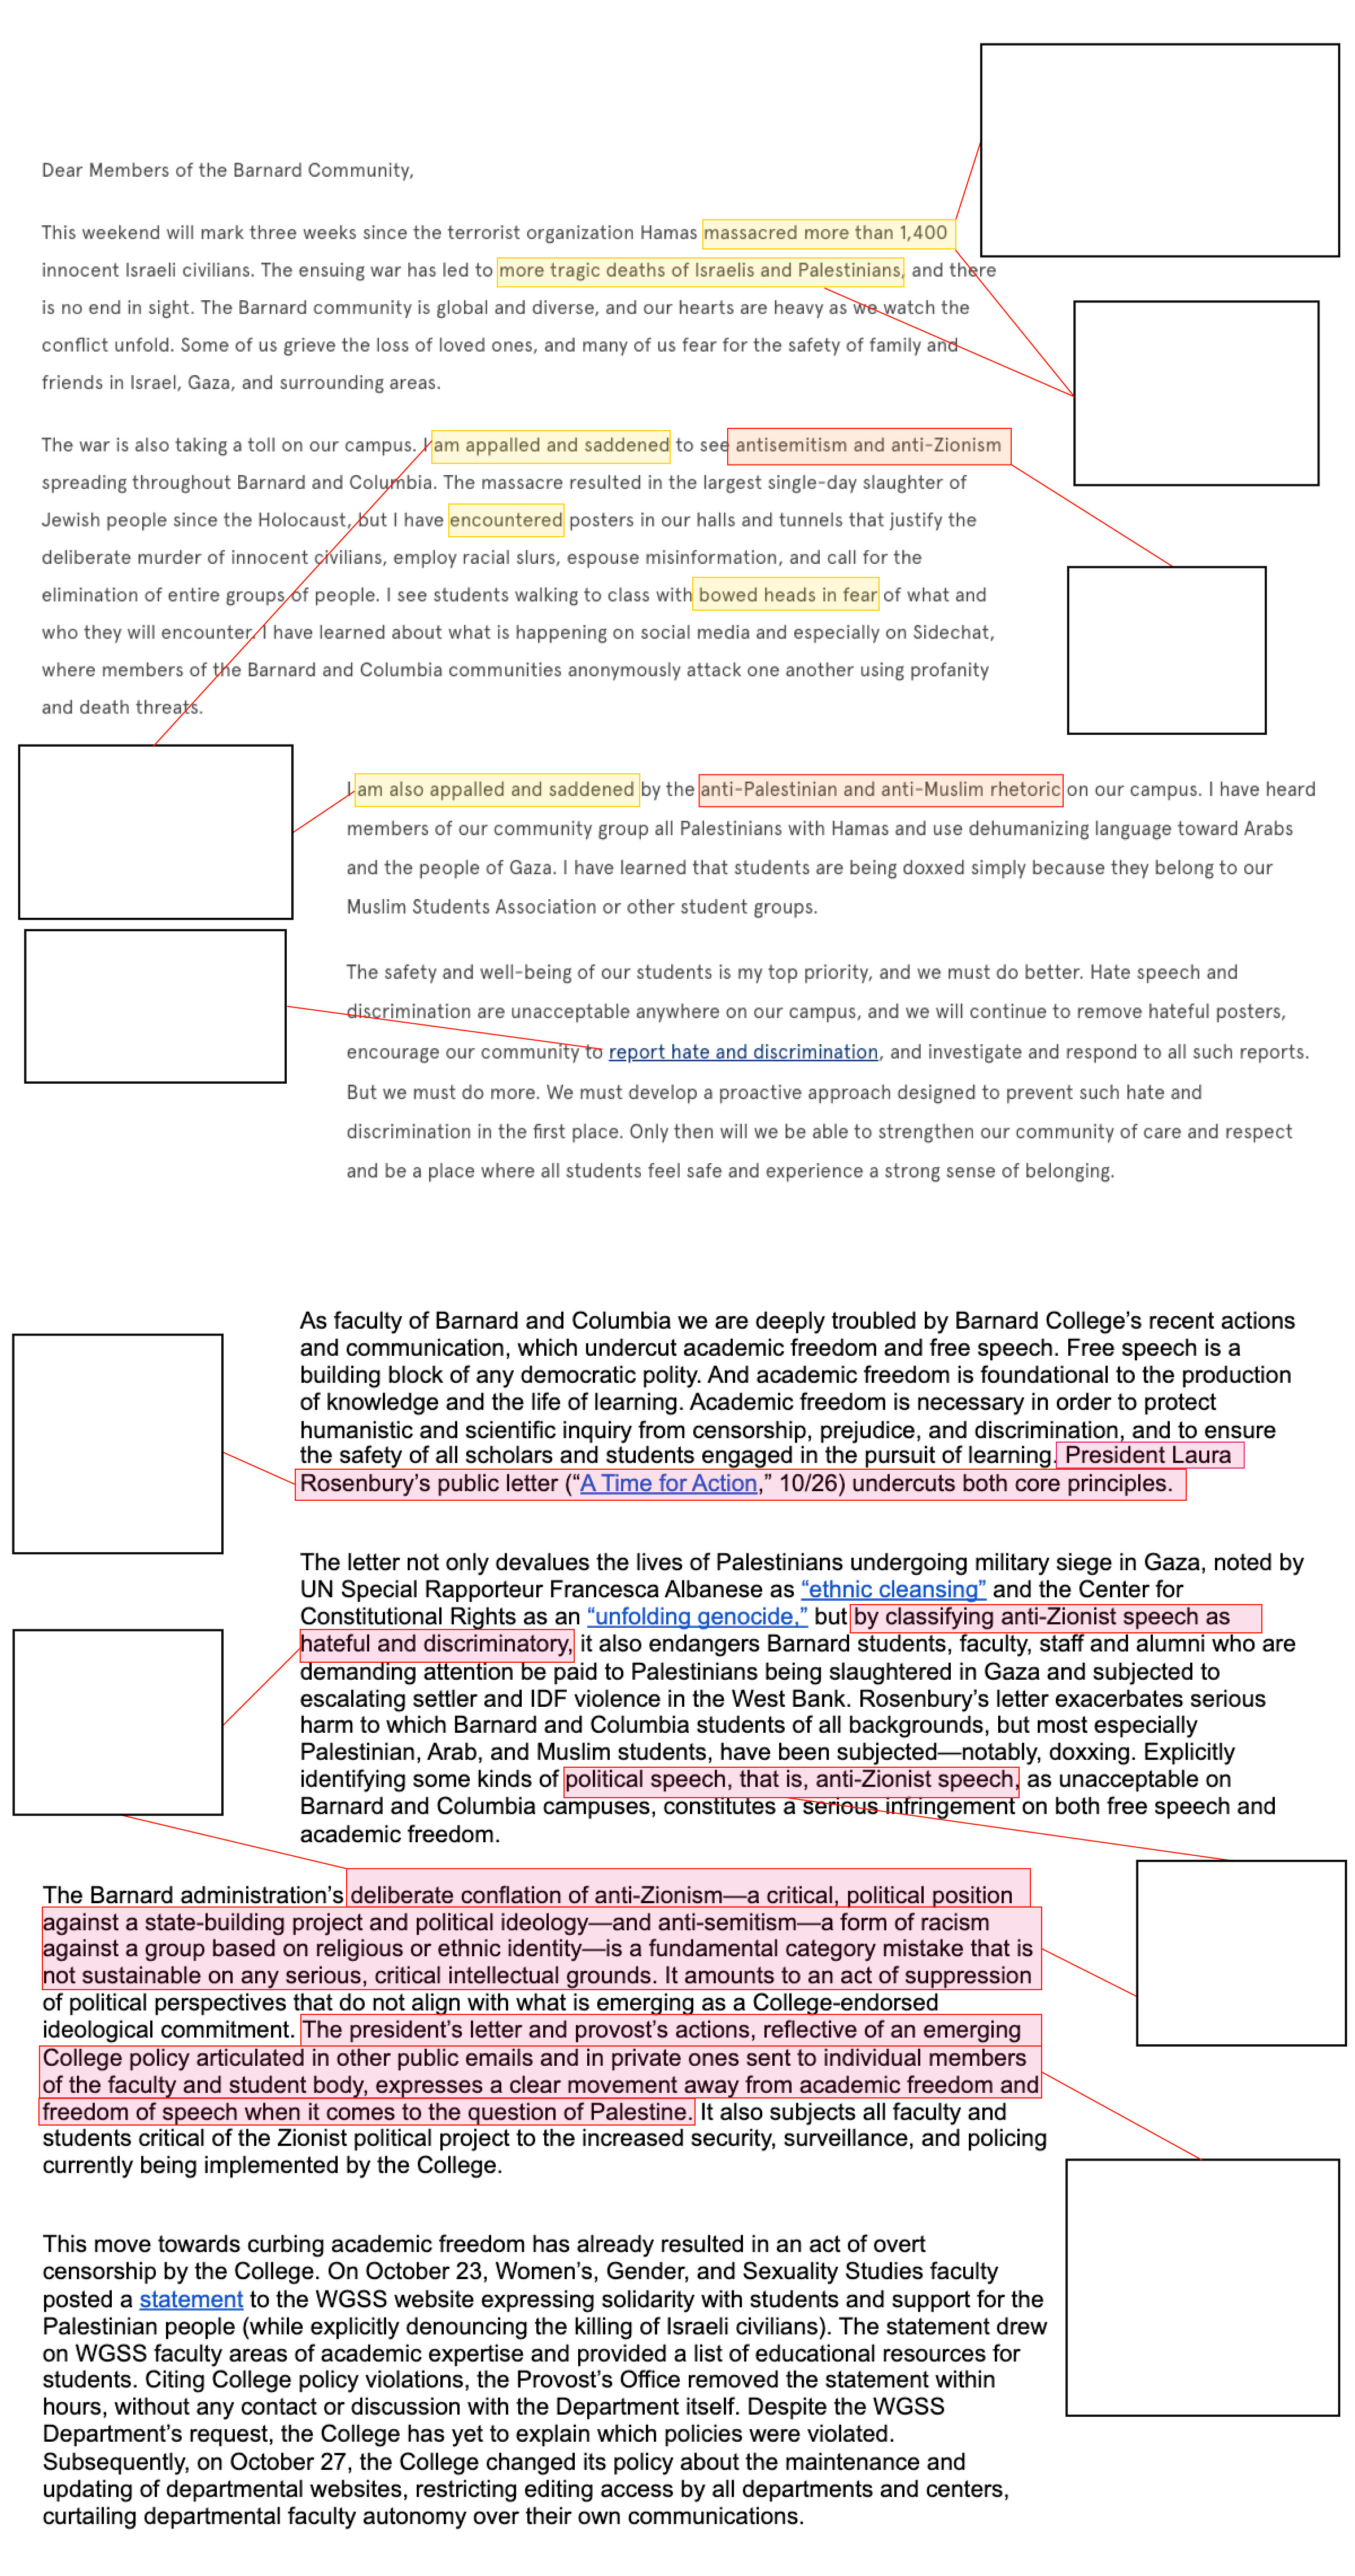 Dear Members of the Barnard Community,
This weekend will mark three weeks since the terrorist organization Hamas massacred more than 1,400
innocent Israeli civilians. The ensuing war has led to more tragic deaths of Israelis and Palestinians, and there
is no end in sight. The Barnard community is global and diverse, and our hearts are heavy as we watch the
conflict unfold. Some of us grieve the loss of loved ones, and many of us fear for the safety of family and
friends in Israel, Gaza, and surrounding areas.
The war is also taking a toll on our campus. I am appalled and saddened to see antisemitism and anti-Zionism
spreading throughout Barnard and Columbia. The massacre resulted in the largest single-day slaughter of
Jewish people since the Holocaust, but I have encountered posters in our halls and tunnels that justify the
deliberate murder of innocent civilians, employ racial slurs, espouse misinformation, and call for the
elimination of entire groups of people. I see students walking to class with bowed heads in fear of what and
who they will encounter. I have learned about what is happening on social media and especially on Sidechat,
where members of the Barnard and Columbia communities anonymously attack one another using profanity
and death threats.
I am also appalled and saddened by the anti-Palestinian and anti-Muslim rhetoric on our campus. I have heard
members of our community group all Palestinians with Hamas and use dehumanizing language toward Arabs
and the people of Gaza. I have learned that students are being doxxed simply because they belong to our
Muslim Students Association or other student groups.
The safety and well-being of our students is my top priority, and we must do better. Hate speech and
discrimination are unacceptable anywhere on our campus, and we will continue to remove hateful posters,
encourage our community to report hate and discrimination, and investigate and respond to all such reports.
But we must do more. We must develop a proactive approach designed to prevent such hate and
discrimination in the first place. Only then will we be able to strengthen our community of care and respect
and be a place where all students feel safe and experience a strong sense of belonging.
As faculty of Barnard and Columbia we are deeply troubled by Barnard College’s recent actions
and communication, which undercut academic freedom and free speech. Free speech is a
building block of any democratic polity. And academic freedom is foundational to the production
of knowledge and the life of learning. Academic freedom is necessary in order to protect
humanistic and scientific inquiry from censorship, prejudice, and discrimination, and to ensure
the safety of all scholars and students engaged in the pursuit of learning. President Laura
Rosenbury’s public letter (“A Time for Action,” 10/26) undercuts both core principles.
The letter not only devalues the lives of Palestinians undergoing military siege in Gaza, noted by
UN Special Rapporteur Francesca Albanese as “ethnic cleansing” and the Center for
Constitutional Rights as an “unfolding genocide,” but by classifying anti-Zionist speech as
hateful and discriminatory, it also endangers Barnard students, faculty, staff and alumni who are
demanding attention be paid to Palestinians being slaughtered in Gaza and subjected to
escalating settler and IDF violence in the West Bank. Rosenbury’s letter exacerbates serious
harm to which Barnard and Columbia students of all backgrounds, but most especially
Palestinian, Arab, and Muslim students, have been subjected—notably, doxxing. Explicitly
identifying some kinds of political speech, that is, anti-Zionist speech, as unacceptable on
Barnard and Columbia campuses, constitutes a serious infringement on both free speech and
academic freedom.
The Barnard administration’s deliberate conflation of anti-Zionism—a critical, political position
against a state-building project and political ideology—and anti-semitism—a form of racism
against a group based on religious or ethnic identity—is a fundamental category mistake that is
not sustainable on any serious, critical intellectual grounds. It amounts to an act of suppression
of political perspectives that do not align with what is emerging as a College-endorsed
ideological commitment. The president’s letter and provost’s actions, reflective of an emerging
College policy articulated in other public emails and in private ones sent to individual members
of the faculty and student body, expresses a clear movement away from academic freedom and
freedom of speech when it comes to the question of Palestine. It also subjects all faculty and
students critical of the Zionist political project to the increased security, surveillance, and policing
currently being implemented by the College.
This move towards curbing academic freedom has already resulted in an act of overt
censorship by the College. On October 23, Women’s, Gender, and Sexuality Studies faculty
posted a statement to the WGSS website expressing solidarity with students and support for the
Palestinian people (while explicitly denouncing the killing of Israeli civilians). The statement drew
on WGSS faculty areas of academic expertise and provided a list of educational resources for
students. Citing College policy violations, the Provost’s Office removed the statement within
hours, without any contact or discussion with the Department itself. Despite the WGSS
Department’s request, the College has yet to explain which policies were violated.
Subsequently, on October 27, the College changed its policy about the maintenance and
updating of departmental websites, restricting editing access by all departments and centers,
curtailing departmental faculty autonomy over their own communications.